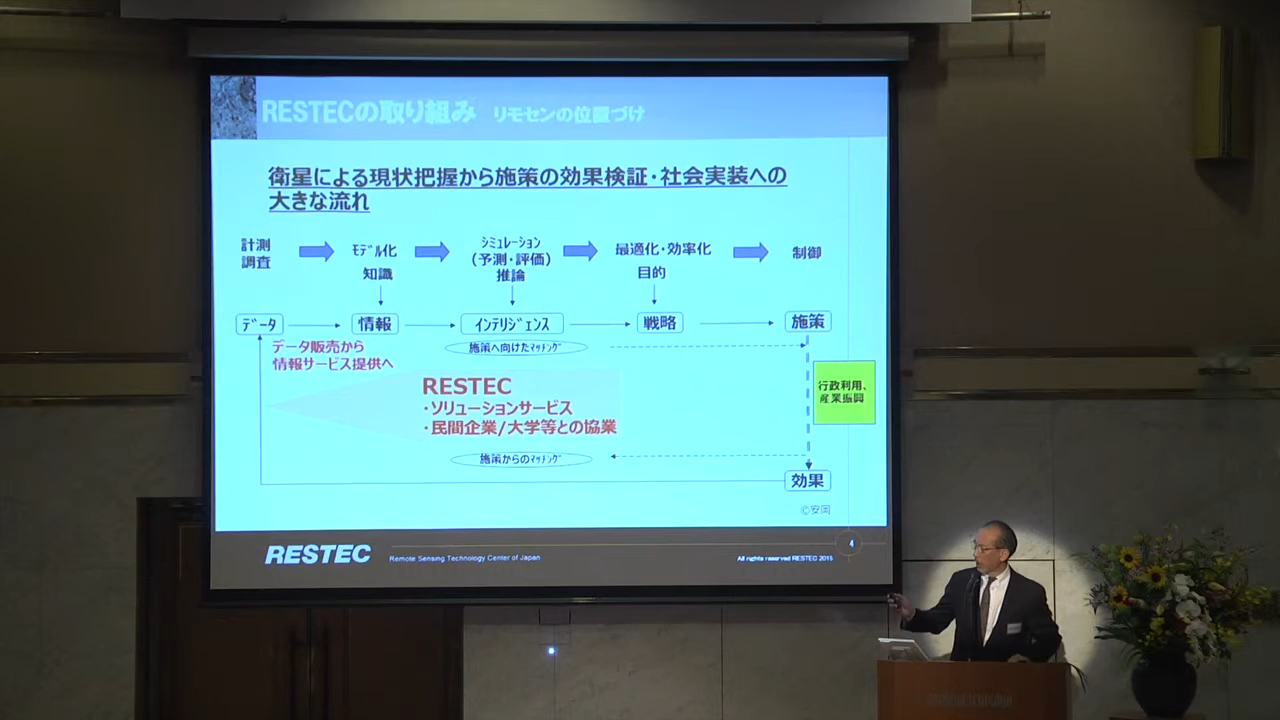 RESTECの取り組み リモセンの位置づけ
衛星による現状把握から施策の効果検証・社会実装への
大きな流れ
計測
調査
ﾓﾃﾞﾙ化
知識
ｼﾐｭﾚｰｼｮﾝ
(予測・評価)
推論
最適化・効率化
目的
制御
ﾃﾞｰﾀ
情報
ｲﾝﾃﾘｼﾞｪﾝｽ
戦略
施策
データ販売から
情報サービス提供へ
施策へ向けたﾏｯﾁﾝｸﾞ
行政利用、
産業振興
RESTEC
・ソリューションサービス
・民間企業/大学等との協業
施策からのﾏｯﾁﾝｸﾞ
効果
©安岡
RESTEC Remote Sensing Technology Center of Japan
All rights reserved RESTEC 2015
4